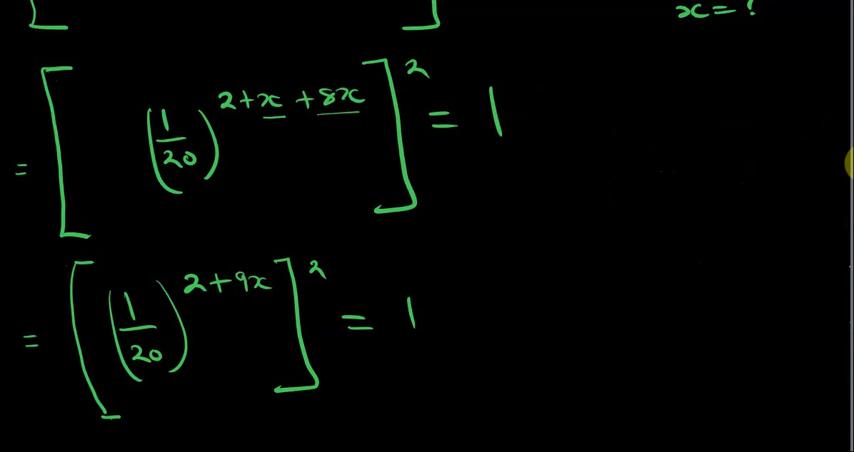 x = ?
= [ (1/20)^{2+x+8x} ]^2 = 1
= [ (1/20)^{2+9x} ]^2 = 1